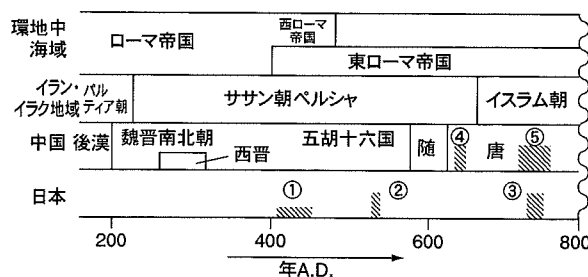 環地中
海域
ローマ帝国
西ローマ
帝国
東ローマ帝国
イラン・
イラク地域
パル
ティア朝
ササン朝ペルシャ
イスラム朝
中国
後漢
魏晋南北朝
西晋
五胡十六国
随
④
唐
⑤
日本
①
②
③
200
400
600
800
年A.D.